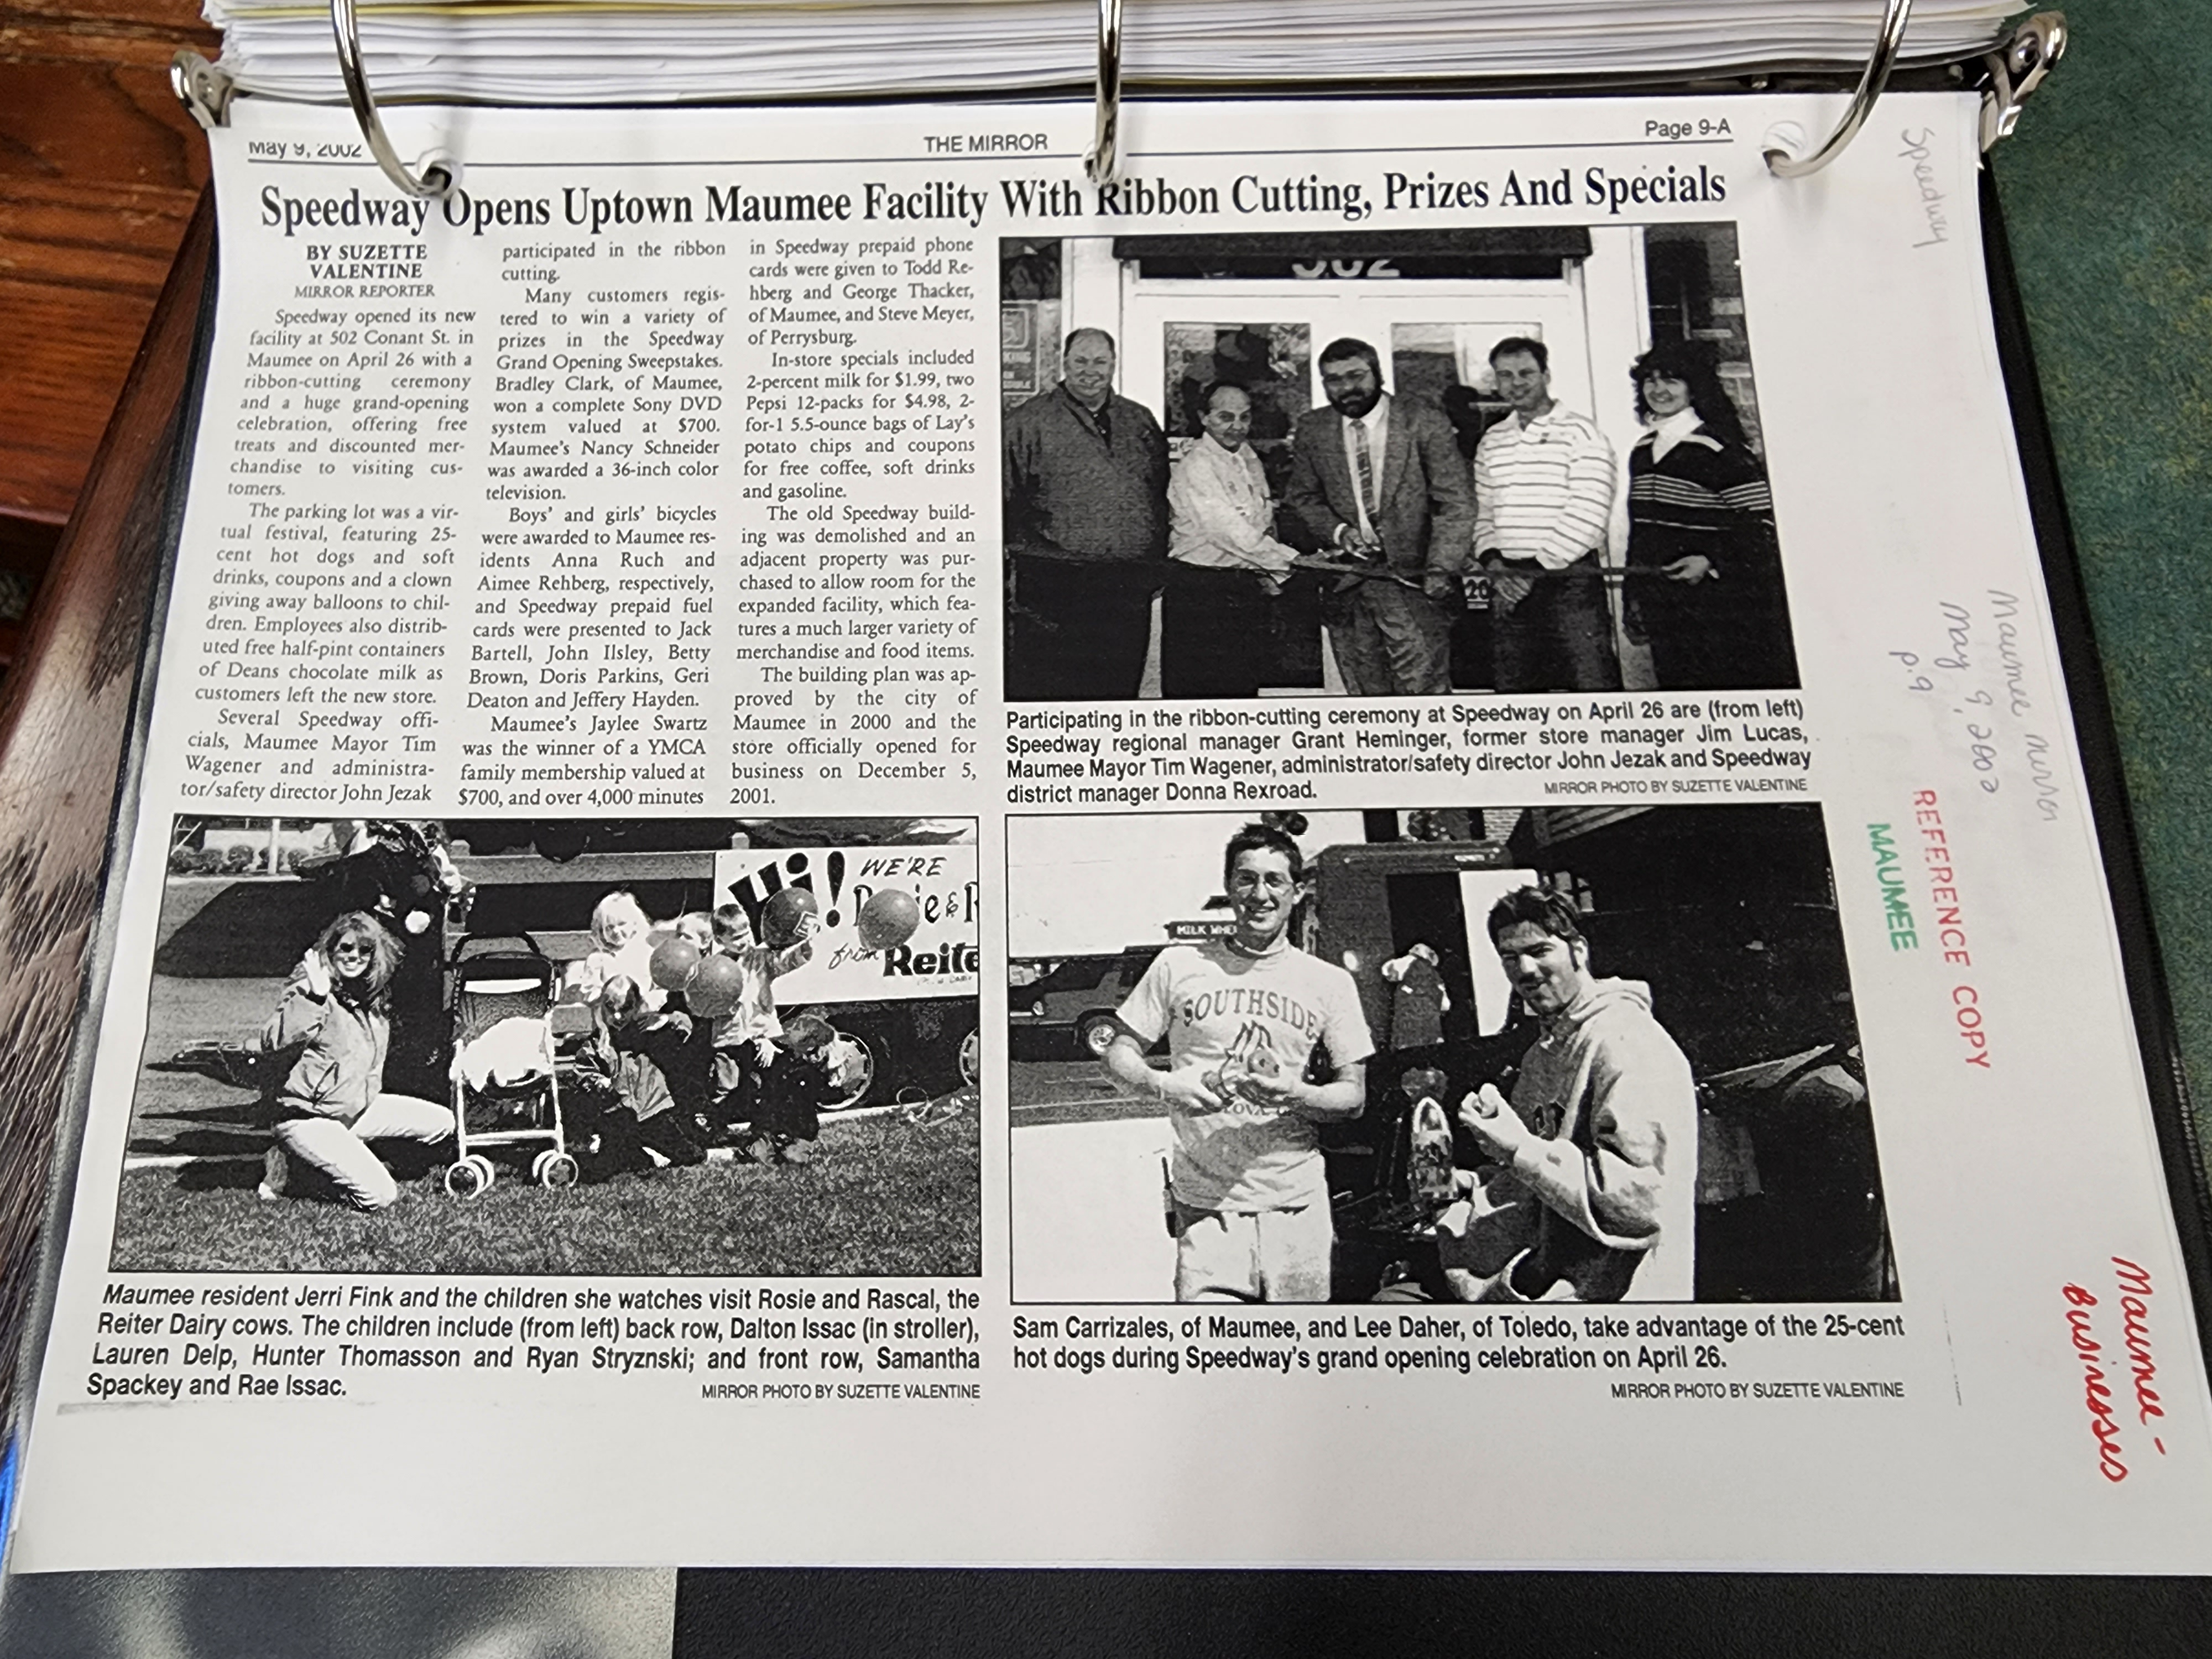 May 9, 2002
THE MIRROR
Page 9-A
Speedway Opens Uptown Maumee Facility With Ribbon Cutting, Prizes And Specials
BY SUZETTE
VALENTINE
MIRROR REPORTER
Speedway opened its new
facility at 502 Conant St. in
Maumee on April 26 with a
ribbon-cutting ceremony
and a huge grand-opening
celebration, offering free
treats and discounted mer-
chandise to visiting cus-
tomers.
The parking lot was a vir-
tual festival, featuring 25-
cent hot dogs and soft
drinks, coupons and a clown
giving away balloons to chil-
dren. Employees also distrib-
uted free half-pint containers
of Deans chocolate milk as
customers left the new store.
Several Speedway offi-
cials, Maumee Mayor Tim
Wagener and administra-
tor/safety director John Jezak
participated in the ribbon
cutting.
Many customers regis-
tered to win a variety of
prizes in the Speedway
Grand Opening Sweepstakes.
Bradley Clark, of Maumee,
won a complete Sony DVD
system valued at $700.
Maumee's Nancy Schneider
was awarded a 36-inch color
television.
Boys' and girls' bicycles
were awarded to Maumee res-
idents Anna Ruch and
Aimee Rehberg, respectively,
and Speedway prepaid fuel
cards were presented to Jack
Bartell, John Ilsley, Betty
Brown, Doris Parkins, Geri
Deaton and Jeffery Hayden.
Maumee's Jaylee Swartz
was the winner of a YMCA
family membership valued at
$700, and over 4,000 minutes
in Speedway prepaid phone
cards were given to Todd Re-
hberg and George Thacker,
of Maumee, and Steve Meyer,
of Perrysburg.
In-store specials included
2-percent milk for $1.99, two
Pepsi 12-packs for $4.98, 2-
for-1 5.5-ounce bags of Lay's
potato chips and coupons
for free coffee, soft drinks
and gasoline.
The old Speedway build-
ing was demolished and an
adjacent property was pur-
chased to allow room for the
expanded facility, which fea-
tures a much larger variety of
merchandise and food items.
The building plan was ap-
proved by the city of
Maumee in 2000 and the
store officially opened for
business on December 5,
2001.
502
20
Participating in the ribbon-cutting ceremony at Speedway on April 26 are (from left)
Speedway regional manager Grant Heminger, former store manager Jim Lucas,
Maumee Mayor Tim Wagener, administrator/safety director John Jezak and Speedway
district manager Donna Rexroad.
MIRROR PHOTO BY SUZETTE VALENTINE
Hi! WE'RE
from Reite
Maumee resident Jerri Fink and the children she watches visit Rosie and Rascal, the
Reiter Dairy cows. The children include (from left) back row, Dalton Issac (in stroller),
Lauren Delp, Hunter Thomasson and Ryan Stryznski; and front row, Samantha
Spackey and Rae Issac.
MIRROR PHOTO BY SUZETTE VALENTINE
MILK WHE
SOUTHSIDE
Sam Carrizales, of Maumee, and Lee Daher, of Toledo, take advantage of the 25-cent
hot dogs during Speedway's grand opening celebration on April 26.
MIRROR PHOTO BY SUZETTE VALENTINE
Speedway
Maumee Mirror
May 9, 2002
p.9
REFERENCE COPY
MAUMEE
Maumee -
Businesses